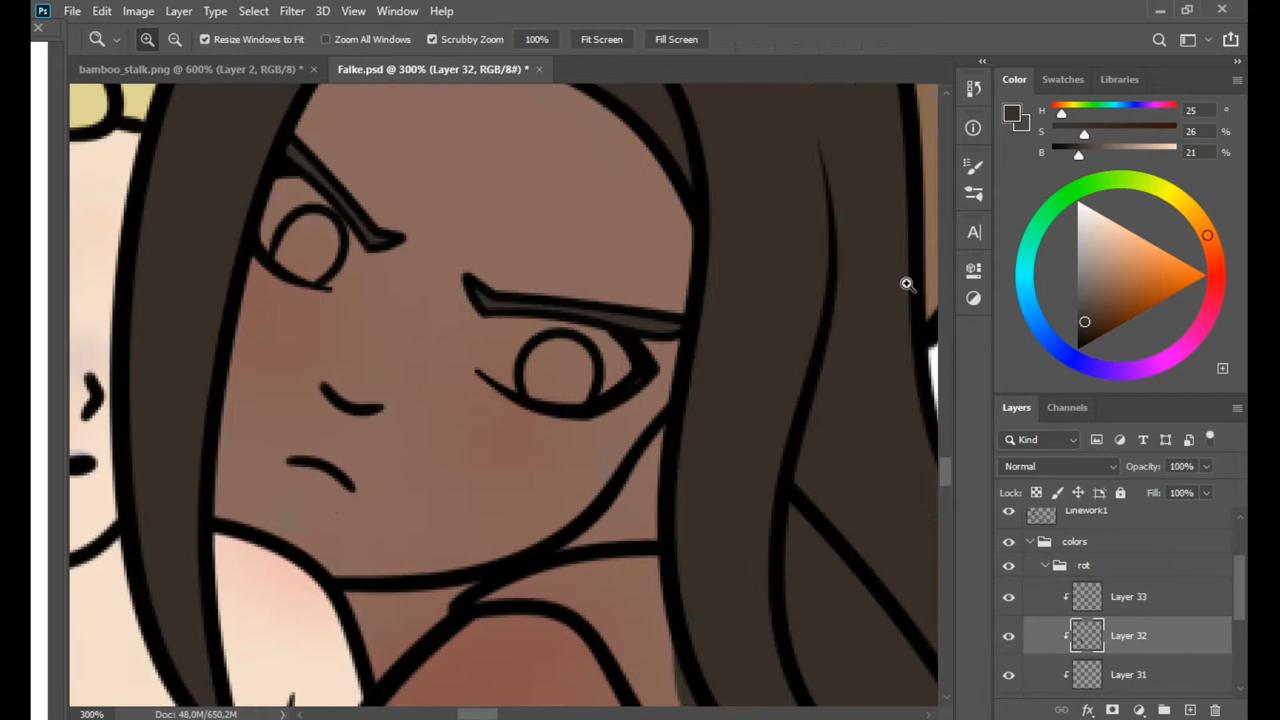 Ps File Edit Image Layer Type Select Filter 3D View Window Help
Resize Windows to Fit Zoom All Windows Scrubby Zoom 100% Fit Screen Fill Screen
bamboo_stalk.png @ 600% (Layer 2, RGB/8) * Falke.psd @ 300% (Layer 32, RGB/8#) *
Color Swatches Libraries
H 25 °
S 26 %
B 21 %
A
Layers Channels
Kind
Normal Opacity: 100%
Lock: Fill: 100%
Linework1
colors
rot
Layer 33
Layer 32
Layer 31
fx
300% Doc: 48,0M/650,2M